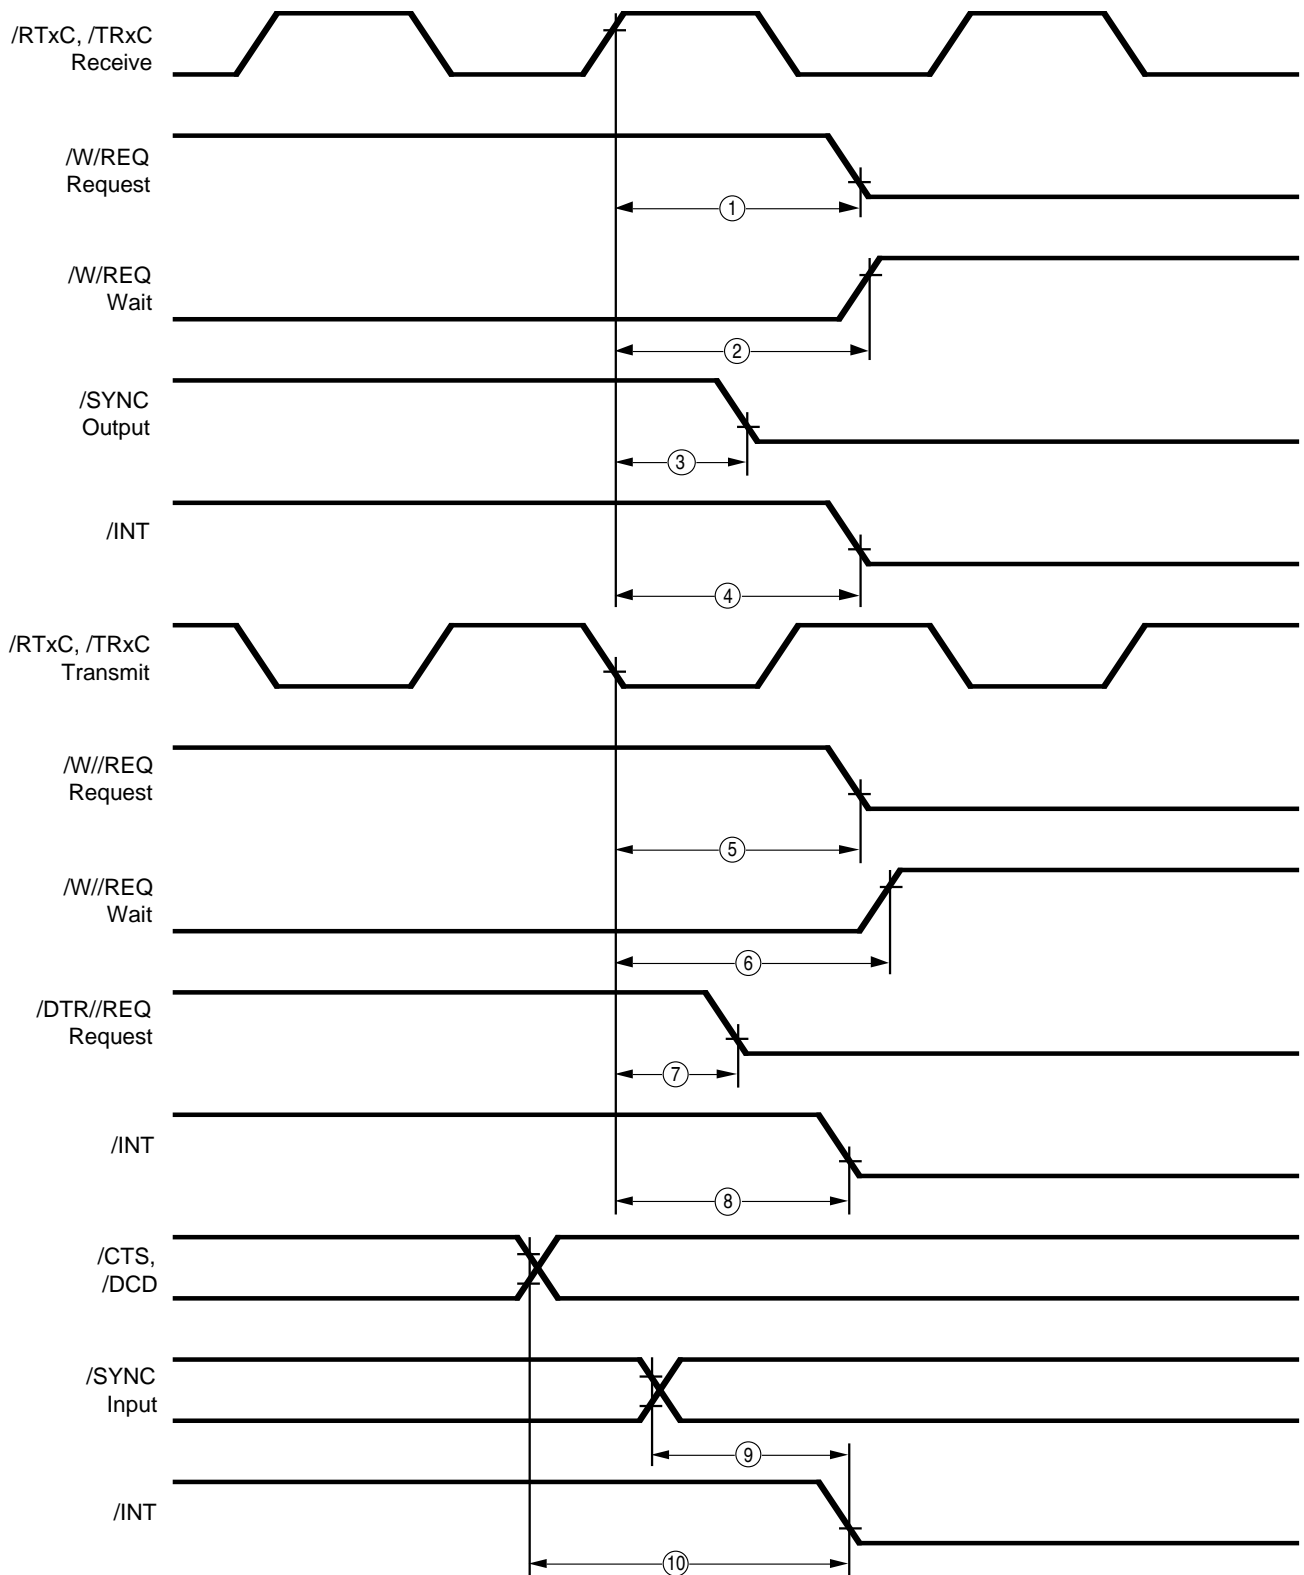 /RTxC, /TRxC
Receive
/W/REQ
Request
1
/W/REQ
Wait
2
/SYNC
Output
3
/INT
4
/RTxC, /TRxC
Transmit
/W//REQ
Request
5
/W//REQ
Wait
6
/DTR//REQ
Request
7
/INT
8
/CTS,
/DCD
/SYNC
Input
9
/INT
10